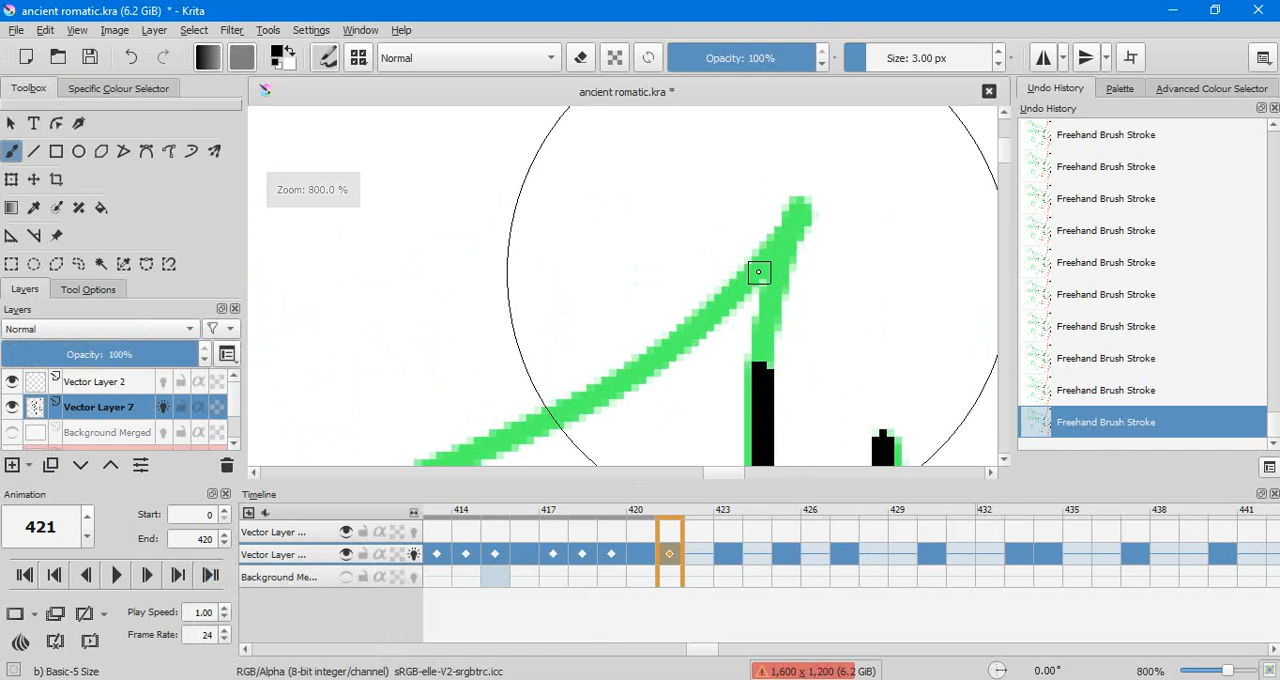 ancient romatic.kra (6.2 GiB) * - Krita
File Edit View Image Layer Select Filter Tools Settings Window Help
Normal Opacity: 100% Size: 3.00 px
Toolbox Specific Colour Selector
ancient romatic.kra *
Undo History Palette Advanced Colour Selector
Undo History
Freehand Brush Stroke
Freehand Brush Stroke
Freehand Brush Stroke
Freehand Brush Stroke
Freehand Brush Stroke
Freehand Brush Stroke
Freehand Brush Stroke
Freehand Brush Stroke
Freehand Brush Stroke
Freehand Brush Stroke
Zoom: 800.0 %
Layers Tool Options
Layers
Normal
Opacity: 100%
Vector Layer 2
Vector Layer 7
Background Merged
Animation
421
Start: 0
End: 420
Play Speed: 1.00
Frame Rate: 24
Timeline
414 417 420 423 426 429 432 435 438 441
Vector Layer ...
Vector Layer ...
Background Me...
b) Basic-5 Size RGB/Alpha (8-bit integer/channel) sRGB-elle-V2-srgbtrc.icc 1,600 x 1,200 (6.2 GiB) 0.00° 800%